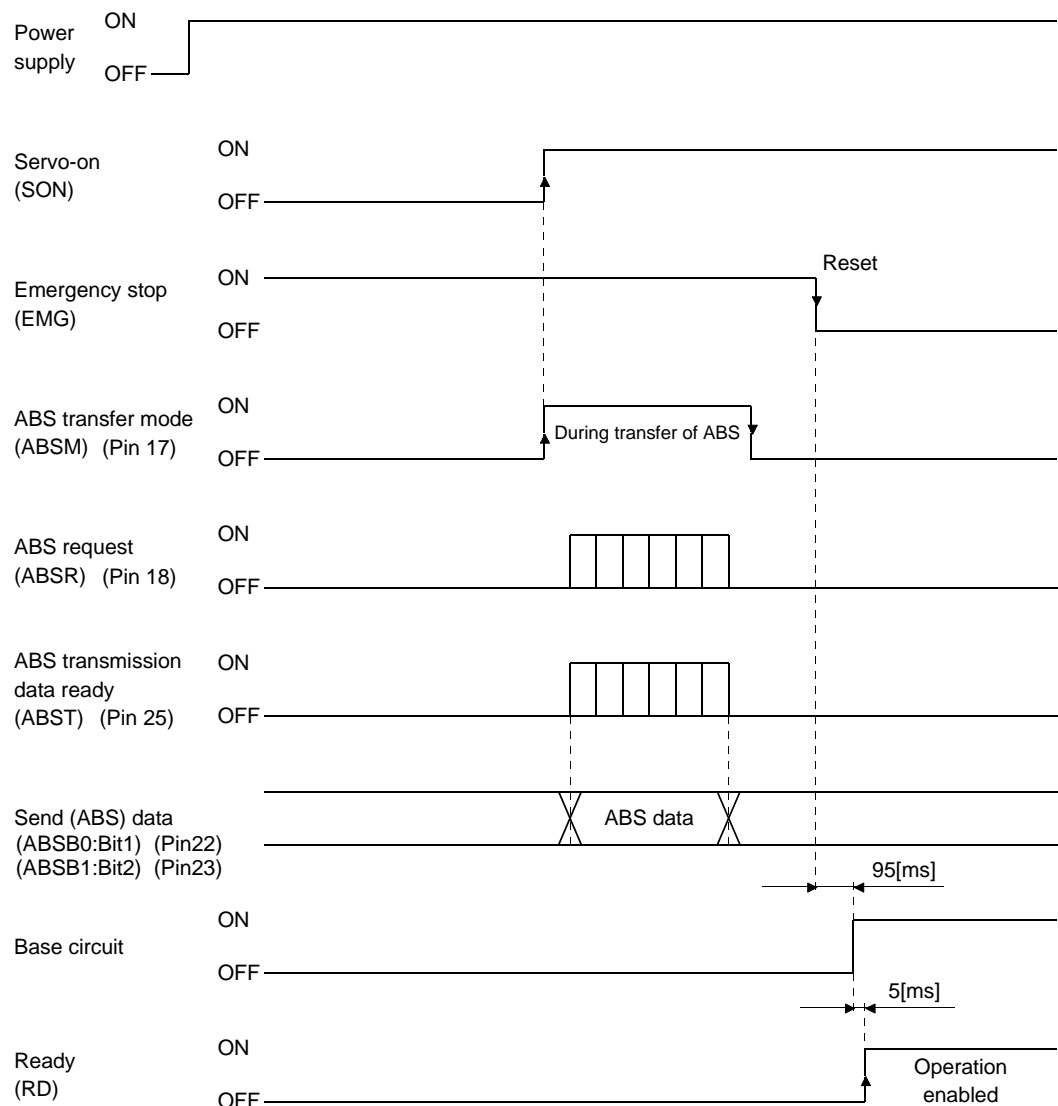 ON
Power
supply
OFF
ON
Servo-on
(SON)
OFF
Reset
ON
Emergency stop
(EMG)
OFF
ON
ABS transfer mode
(ABSM) (Pin 17)
During transfer of ABS
OFF
ON
ABS request
(ABSR) (Pin 18)
OFF
ABS transmission
ON
data ready
(ABST) (Pin 25)
OFF
Send (ABS) data
ABS data
(ABSB0:Bit1) (Pin22)
(ABSB1:Bit2) (Pin23)
95[ms]
ON
Base circuit
OFF
5[ms]
ON
Ready
(RD)
Operation
enabled
OFF